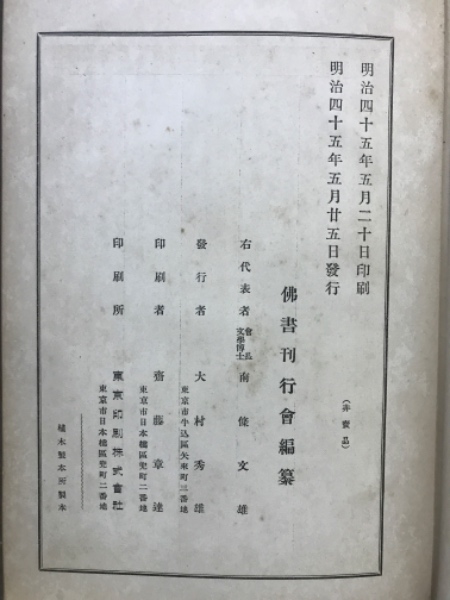 明治四十五年五月二十日印刷
明治四十五年五月廿五日發行
（非賣品）
佛書刊行會編纂
右代表者 會長 文學博士 南條文雄
發行者 大村秀雄
東京市牛込區矢來町三番地
印刷者 齋藤章達
東京市日本橋區兜町二番地
印刷所 東京印刷株式會社
東京市日本橋區兜町二番地
橋本製本所製本